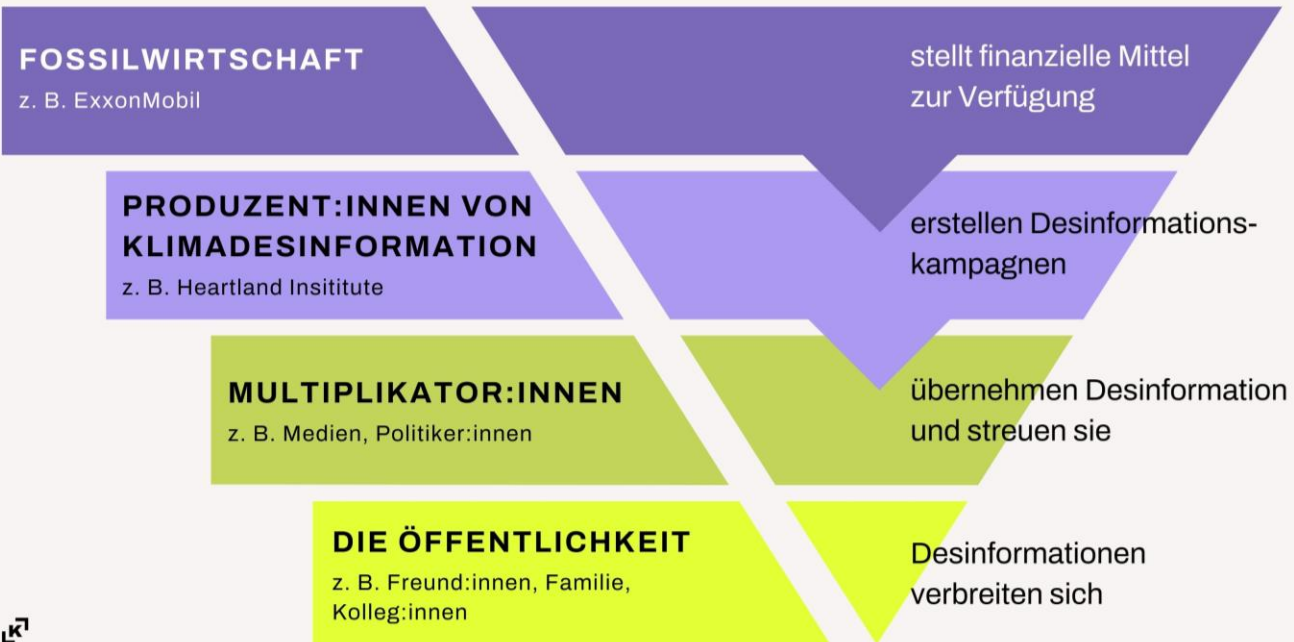 FOSSILWIRTSCHAFT
z. B. ExxonMobil
stellt finanzielle Mittel
zur Verfügung
PRODUZENT:INNEN VON
KLIMADESINFORMATION
z. B. Heartland Insititute
erstellen Desinformations-
kampagnen
MULTIPLIKATOR:INNEN
z. B. Medien, Politiker:innen
übernehmen Desinformation
und streuen sie
DIE ÖFFENTLICHKEIT
z. B. Freund:innen, Familie,
Kolleg:innen
Desinformationen
verbreiten sich
K